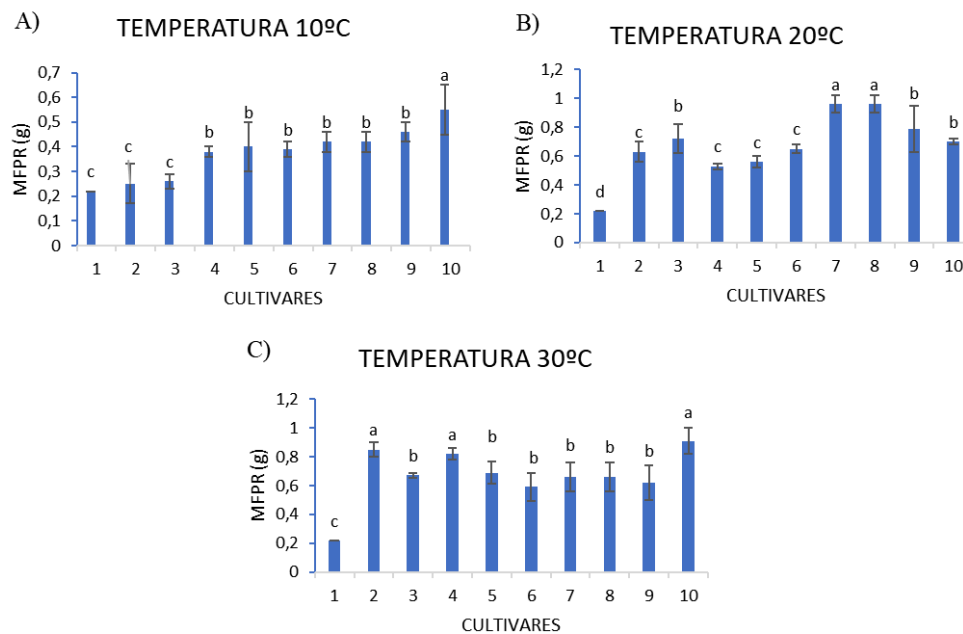 A)
TEMPERATURA 10ºC
MFPR (g)
0,7
0,6
0,5
0,4
0,3
0,2
0,1
0
c c c b b b b b b a
1 2 3 4 5 6 7 8 9 10
CULTIVARES
B)
TEMPERATURA 20ºC
MFPR (g)
1,2
1
0,8
0,6
0,4
0,2
0
d c b c c c a a b b
1 2 3 4 5 6 7 8 9 10
CULTIVARES
C)
TEMPERATURA 30ºC
MFPR (g)
1,2
1
0,8
0,6
0,4
0,2
0
c a b a b b b b b a
1 2 3 4 5 6 7 8 9 10
CULTIVARES